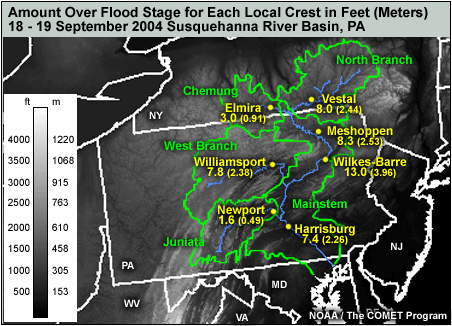 Amount Over Flood Stage for Each Local Crest in Feet (Meters)
18 - 19 September 2004 Susquehanna River Basin, PA
North Branch
Chemung
Vestal
8.0 (2.44)
Elmira
3.0 (0.91)
NY
ft m
Meshoppen
8.3 (2.53)
4000 1220
West Branch
3500 1068
Williamsport
7.8 (2.38)
Wilkes-Barre
13.0 (3.96)
3000 915
2500 763
Mainstem
2000 610
Newport
1.6 (0.49)
1500 458
Harrisburg
7.4 (2.26)
Juniata
NJ
1000 305
PA
500 153
MD
WV
VA
NOAA / The COMET Program